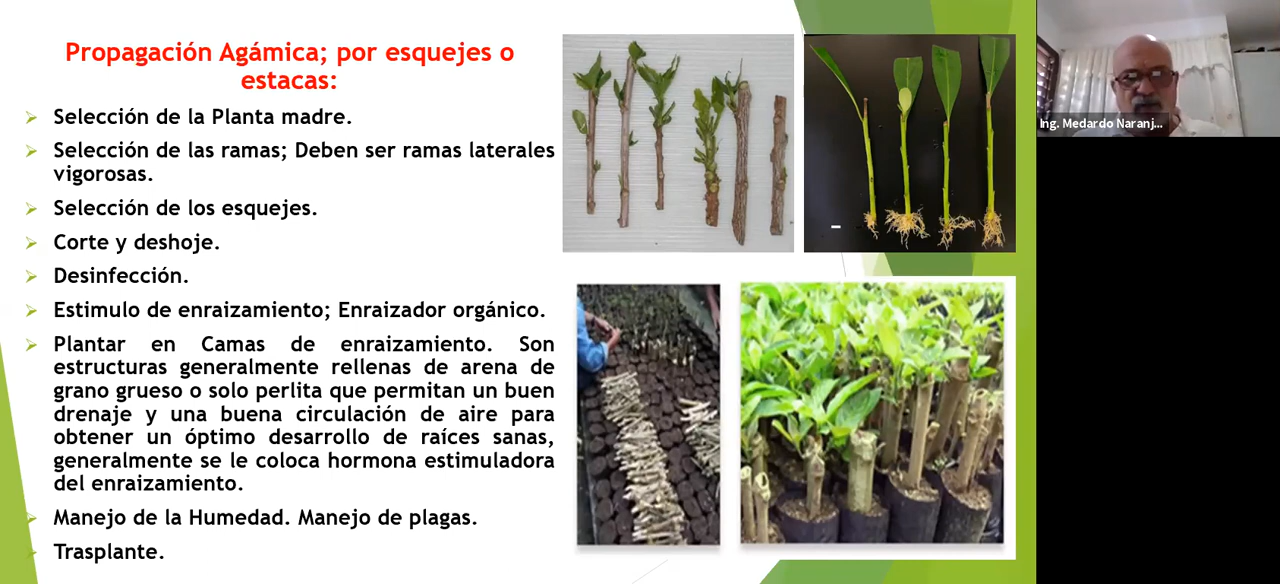 Propagación Agámica; por esquejes o
estacas:
Selección de la Planta madre.
Selección de las ramas; Deben ser ramas laterales
vigorosas.
Selección de los esquejes.
Corte y deshoje.
Desinfección.
Estimulo de enraizamiento; Enraizador orgánico.
Plantar en Camas de enraizamiento. Son
estructuras generalmente rellenas de arena de
grano grueso o solo perlita que permitan un buen
drenaje y una buena circulación de aire para
obtener un óptimo desarrollo de raíces sanas,
generalmente se le coloca hormona estimuladora
del enraizamiento.
Manejo de la Humedad. Manejo de plagas.
Trasplante.
Ing. Medardo Naranj...